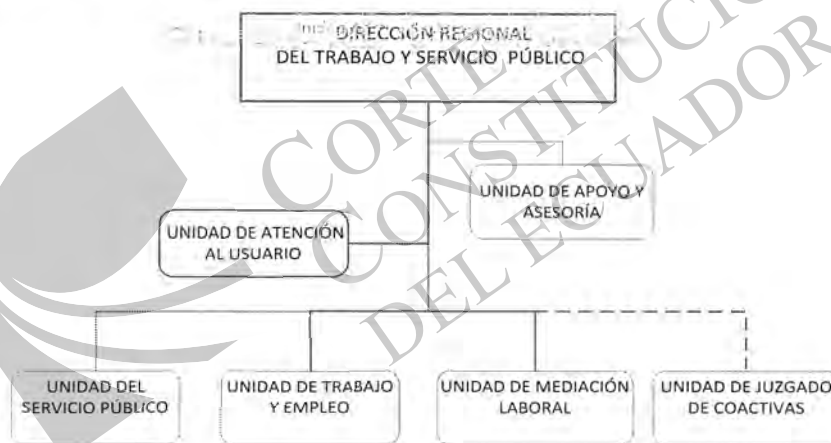 DIRECCIÓN REGIONAL
DEL TRABAJO Y SERVICIO PÚBLICO
CORTE
CONSTITUCIO
DEL ECUADOR
UNIDAD DE APOYO Y
ASESORÍA
UNIDAD DE ATENCIÓN
AL USUARIO
UNIDAD DEL
SERVICIO PÚBLICO
UNIDAD DE TRABAJO
Y EMPLEO
UNIDAD DE MEDIACIÓN
LABORAL
UNIDAD DE JUZGADO
DE COACTIVAS